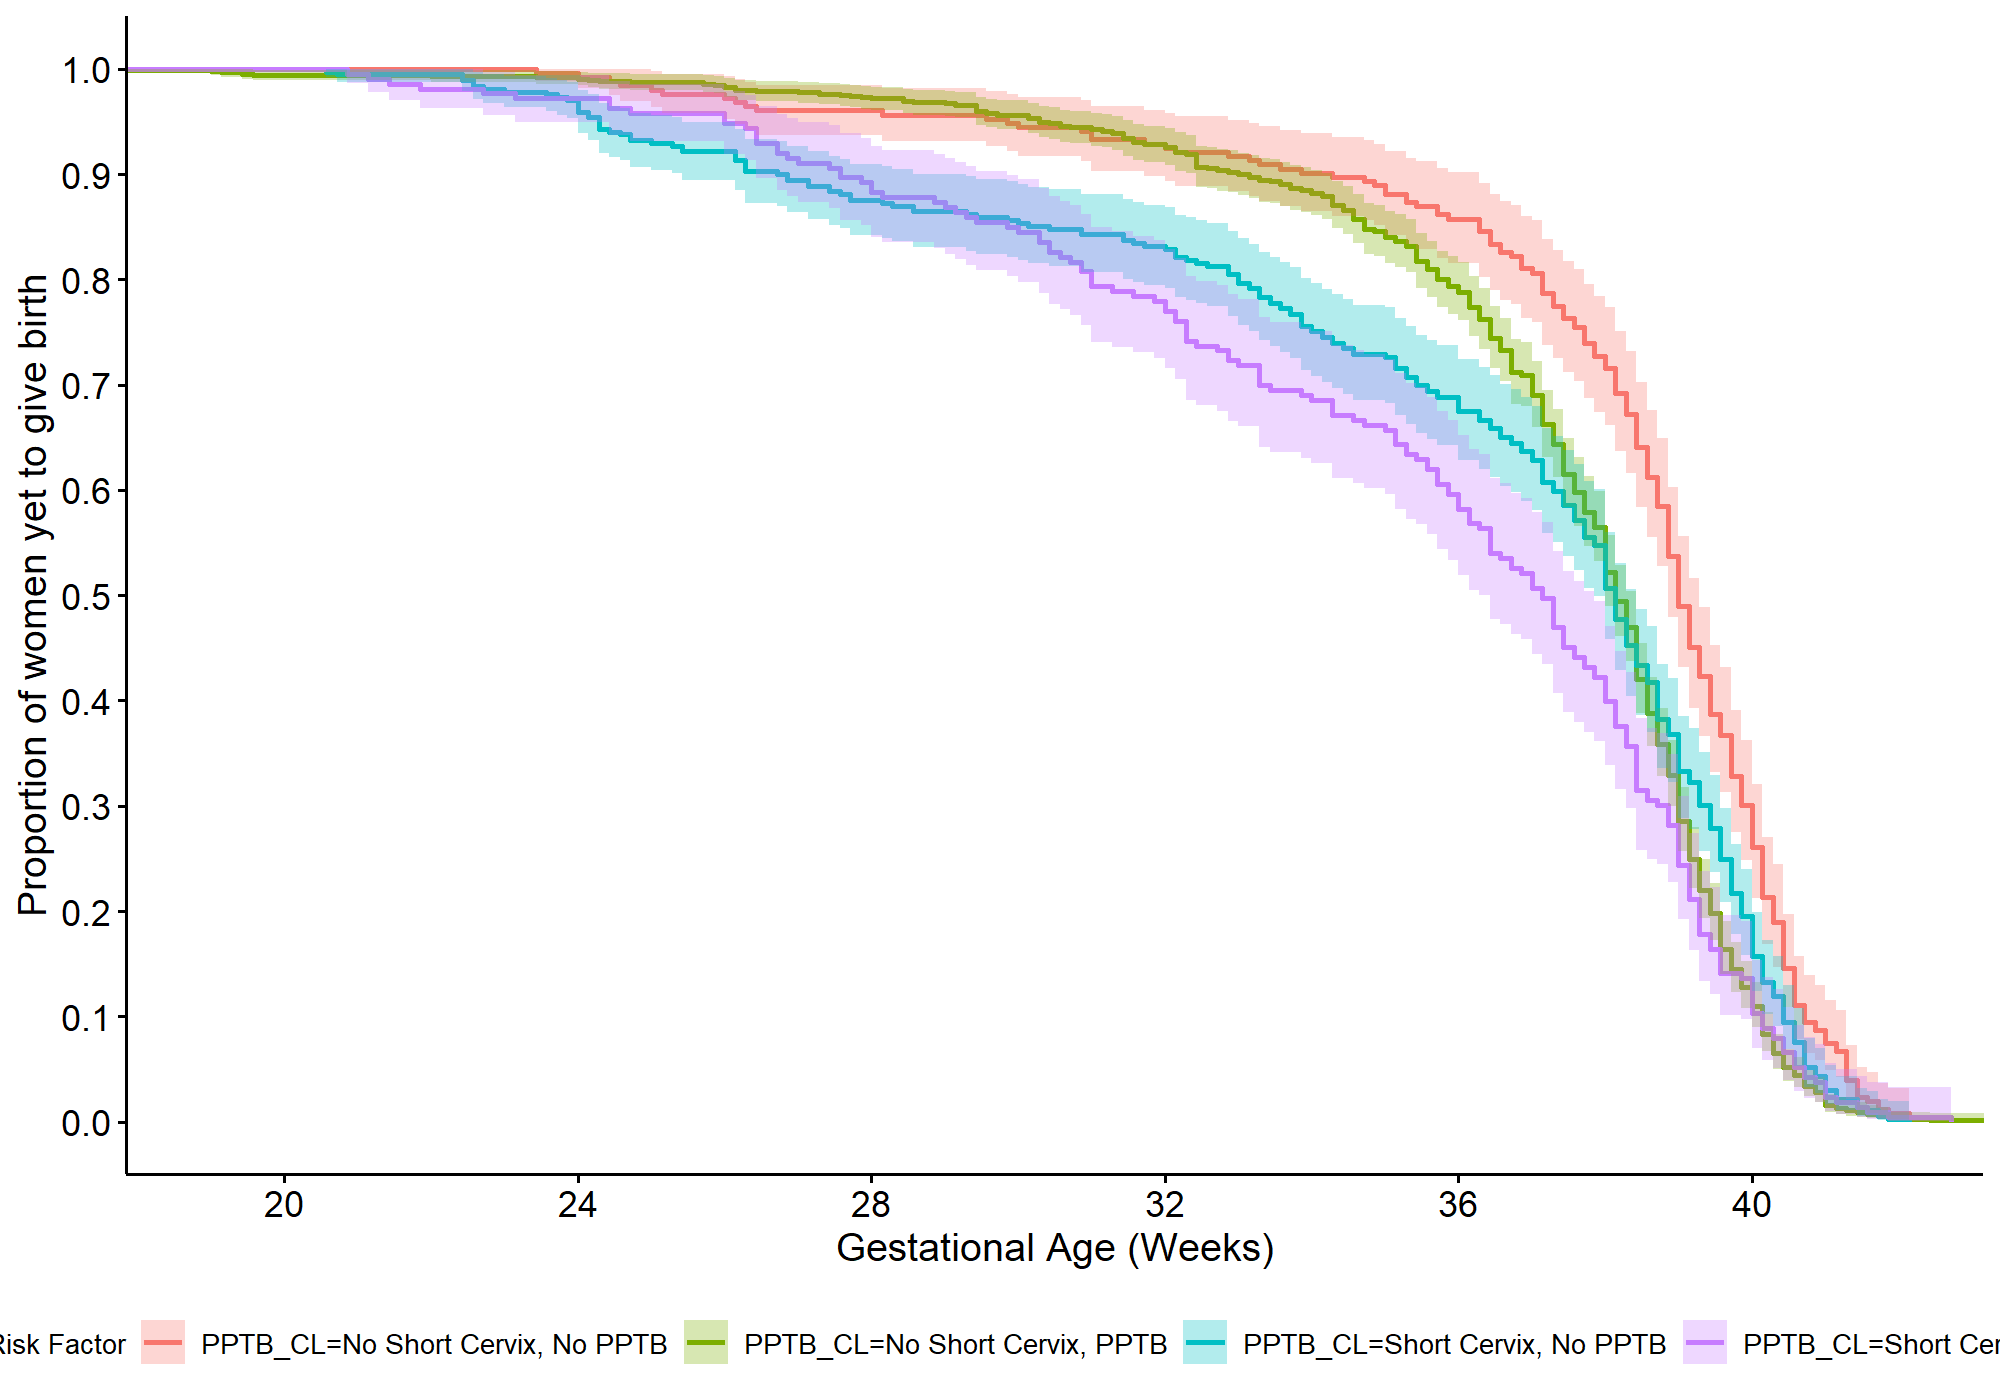 Proportion of women yet to give birth
1.0
0.9
0.8
0.7
0.6
0.5
0.4
0.3
0.2
0.1
0.0
20 24 28 32 36 40
Gestational Age (Weeks)
Risk Factor PPTB_CL=No Short Cervix, No PPTB PPTB_CL=No Short Cervix, PPTB PPTB_CL=Short Cervix, No PPTB PPTB_CL=Short Cer